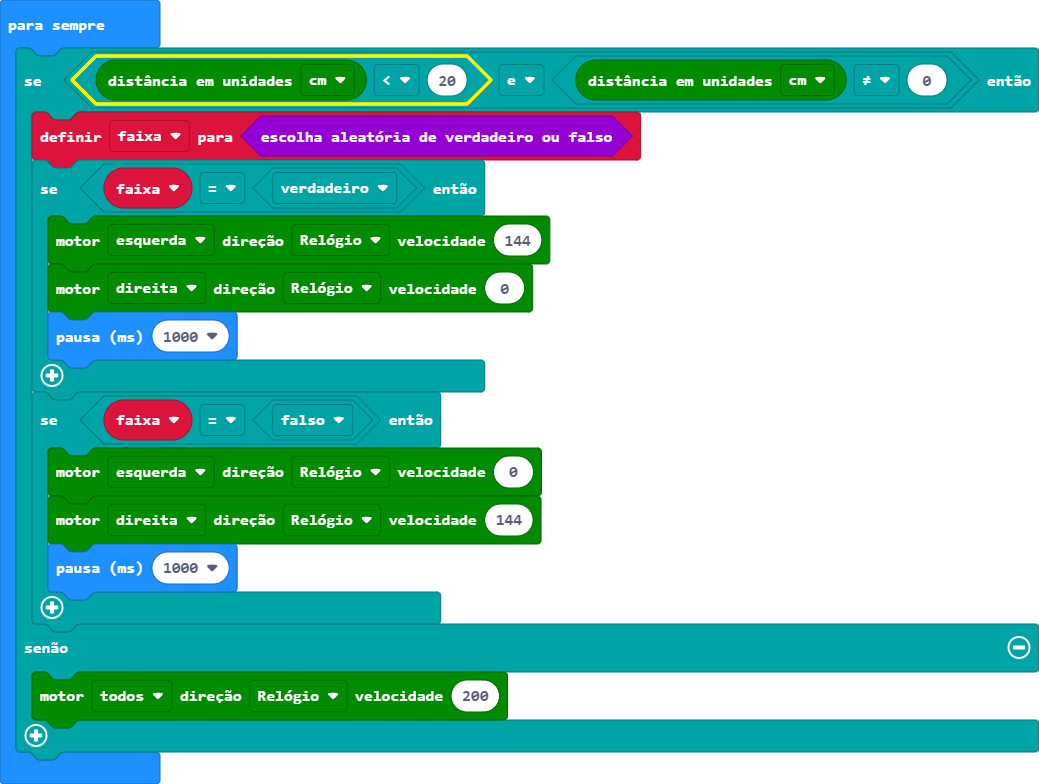 para sempre
se distância em unidades cm < 20 e distância em unidades cm ≠ 0 então
definir faixa para escolha aleatória de verdadeiro ou falso
se faixa = verdadeiro então
motor esquerda direção Relógio velocidade 144
motor direita direção Relógio velocidade 0
pausa (ms) 1000
se faixa = falso então
motor esquerda direção Relógio velocidade 0
motor direita direção Relógio velocidade 144
pausa (ms) 1000
senão
motor todos direção Relógio velocidade 200